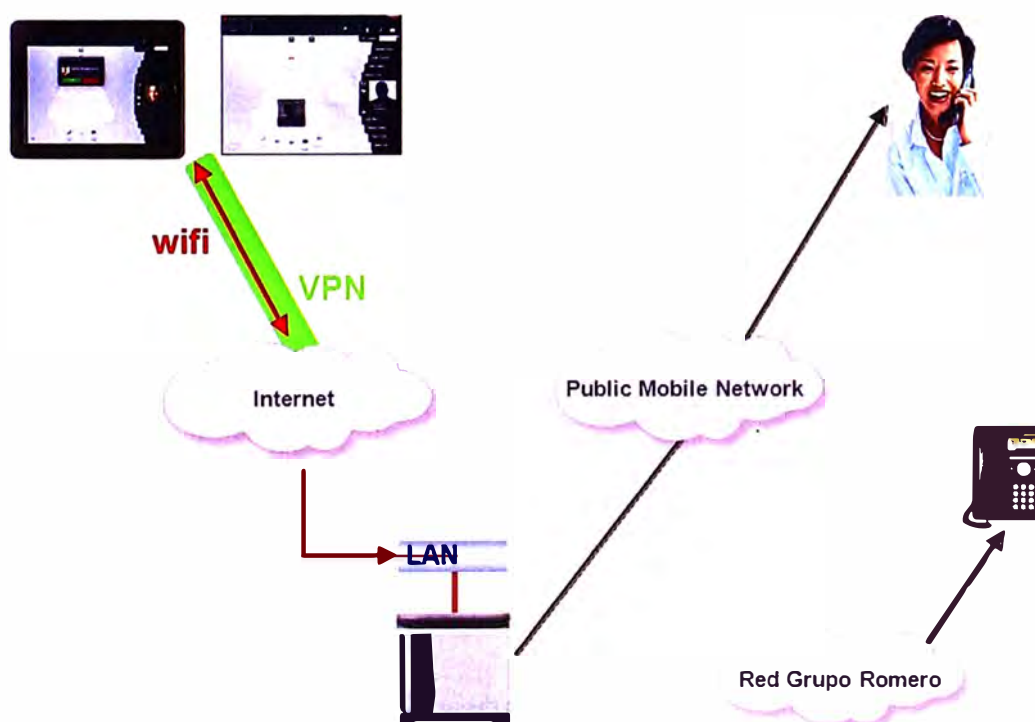 wifi
VPN
Internet
Public Mobile Network
LAN
Red Grupo Romero